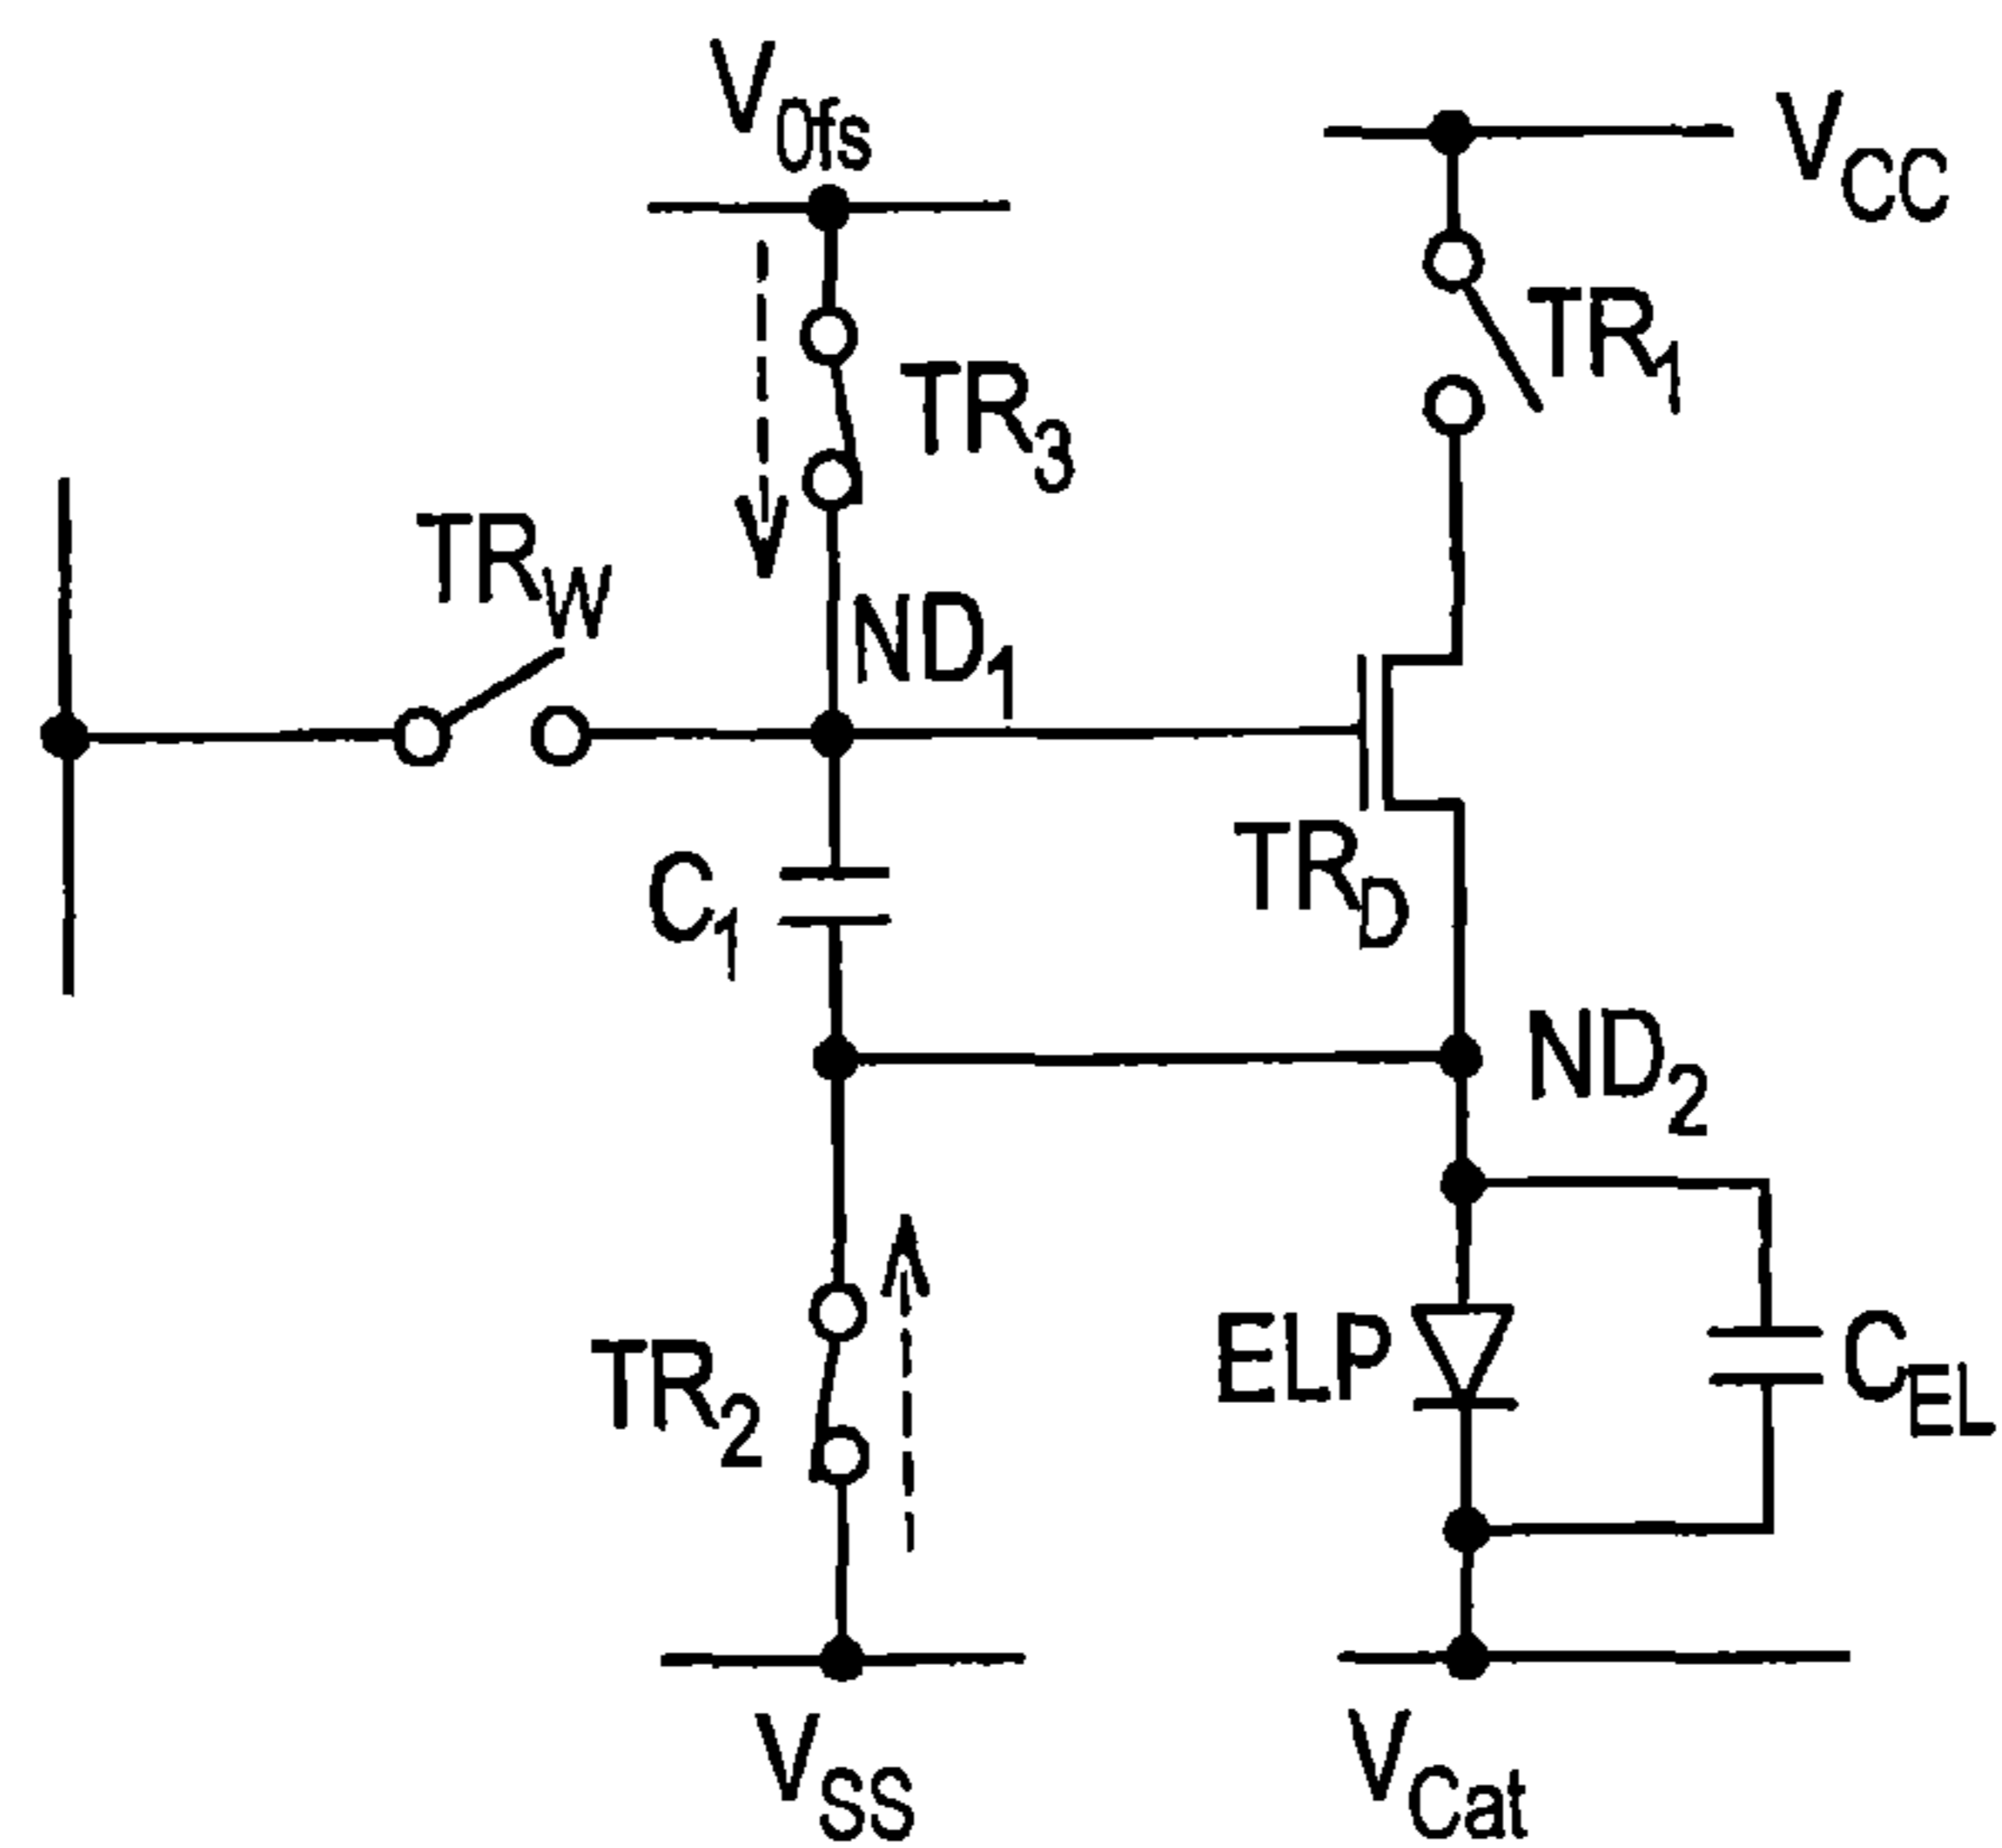 V0fs
VCC
TR1
TR3
TRW
ND1
C1
TRD
ND2
TR2
ELP
CEL
VSS
VCat